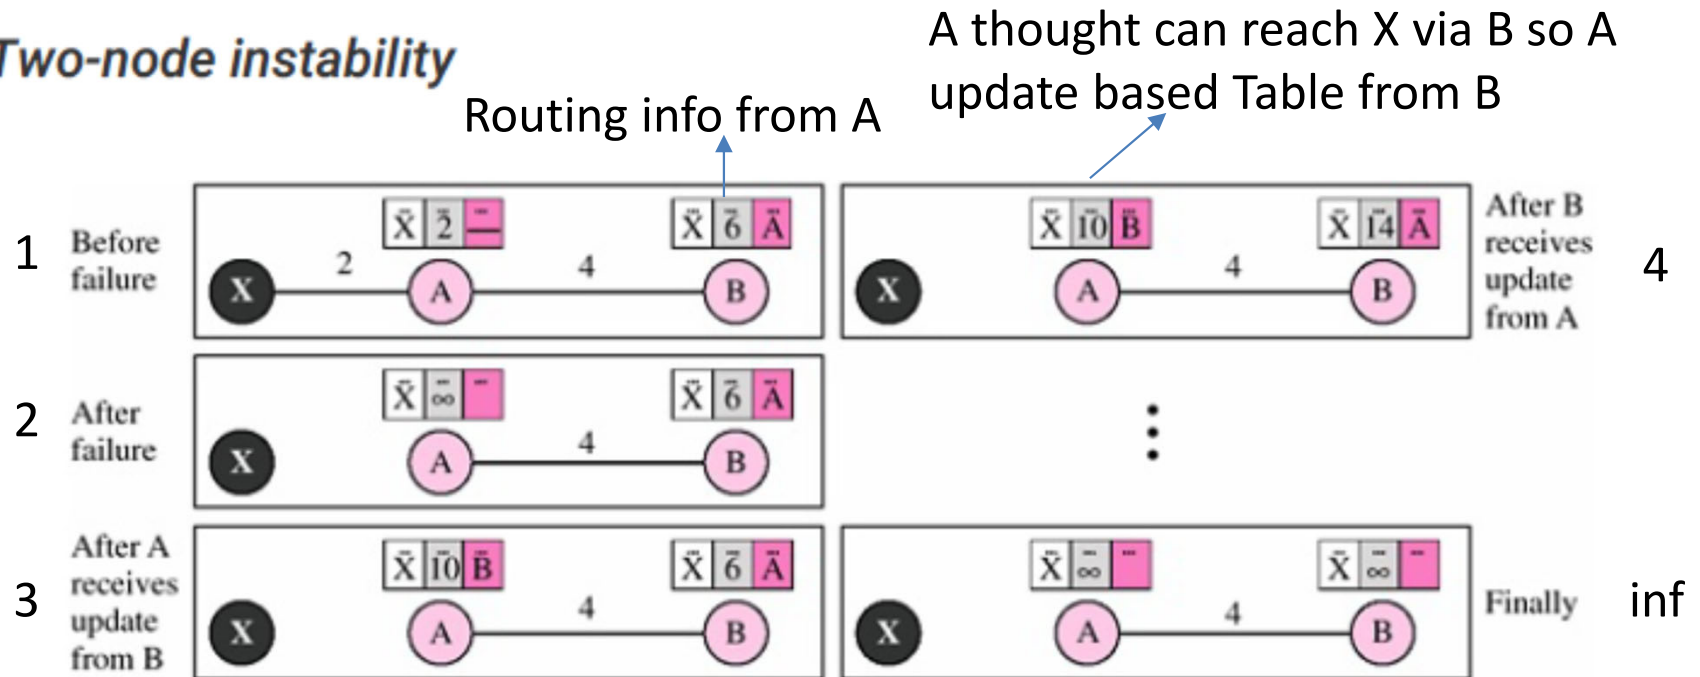 Two-node instability
A thought can reach X via B so A
update based Table from B
Routing info from A
1
Before
failure
X 2 —
X 6 A
2
4
X
A
B
X 10 B
X 14 A
4
X
A
B
After B
receives
update
from A
4
2
After
failure
X ∞
X 6 A
4
X
A
B
3
After A
receives
update
from B
X 10 B
X 6 A
4
X
A
B
X ∞
X ∞
4
X
A
B
Finally
inf